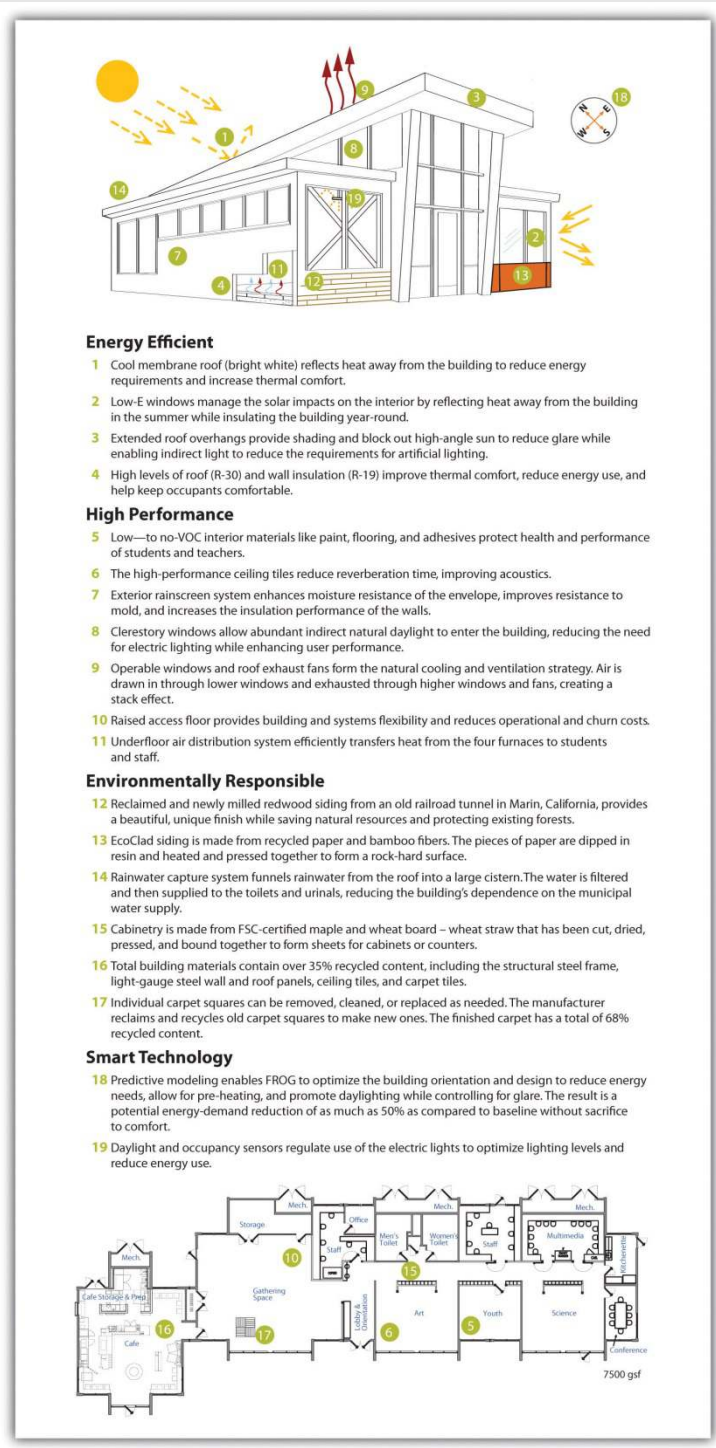 9
3
18
N
E
W
S
1
8
14
19
2
7
11
4
12
13
Energy Efficient
1 Cool membrane roof (bright white) reflects heat away from the building to reduce energy
requirements and increase thermal comfort.
2 Low-E windows manage the solar impacts on the interior by reflecting heat away from the building
in the summer while insulating the building year-round.
3 Extended roof overhangs provide shading and block out high-angle sun to reduce glare while
enabling indirect light to reduce the requirements for artificial lighting.
4 High levels of roof (R-30) and wall insulation (R-19) improve thermal comfort, reduce energy use, and
help keep occupants comfortable.
High Performance
5 Low—to no-VOC interior materials like paint, flooring, and adhesives protect health and performance
of students and teachers.
6 The high-performance ceiling tiles reduce reverberation time, improving acoustics.
7 Exterior rainscreen system enhances moisture resistance of the envelope, improves resistance to
mold, and increases the insulation performance of the walls.
8 Clerestory windows allow abundant indirect natural daylight to enter the building, reducing the need
for electric lighting while enhancing user performance.
9 Operable windows and roof exhaust fans form the natural cooling and ventilation strategy. Air is
drawn in through lower windows and exhausted through higher windows and fans, creating a
stack effect.
10 Raised access floor provides building and systems flexibility and reduces operational and churn costs.
11 Underfloor air distribution system efficiently transfers heat from the four furnaces to students
and staff.
Environmentally Responsible
12 Reclaimed and newly milled redwood siding from an old railroad tunnel in Marin, California, provides
a beautiful, unique finish while saving natural resources and protecting existing forests.
13 EcoClad siding is made from recycled paper and bamboo fibers. The pieces of paper are dipped in
resin and heated and pressed together to form a rock-hard surface.
14 Rainwater capture system funnels rainwater from the roof into a large cistern. The water is filtered
and then supplied to the toilets and urinals, reducing the building's dependence on the municipal
water supply.
15 Cabinetry is made from FSC-certified maple and wheat board – wheat straw that has been cut, dried,
pressed, and bound together to form sheets for cabinets or counters.
16 Total building materials contain over 35% recycled content, including the structural steel frame,
light-gauge steel wall and roof panels, ceiling tiles, and carpet tiles.
17 Individual carpet squares can be removed, cleaned, or replaced as needed. The manufacturer
reclaims and recycles old carpet squares to make new ones. The finished carpet has a total of 68%
recycled content.
Smart Technology
18 Predictive modeling enables FROG to optimize the building orientation and design to reduce energy
needs, allow for pre-heating, and promote daylighting while controlling for glare. The result is a
potential energy-demand reduction of as much as 50% as compared to baseline without sacrifice
to comfort.
19 Daylight and occupancy sensors regulate use of the electric lights to optimize lighting levels and
reduce energy use.
Mech.
Mech.
Mech.
Storage
Office
Men's
Toilet
Women's
Toilet
Staff
Multimedia
Staff
Mech.
10
15
Kitchenette
Cafe Storage & Prep
Gathering
Space
Lobby &
Orientation
Art
Youth
Science
16
Cafe
17
6
5
Conference
7500 gsf